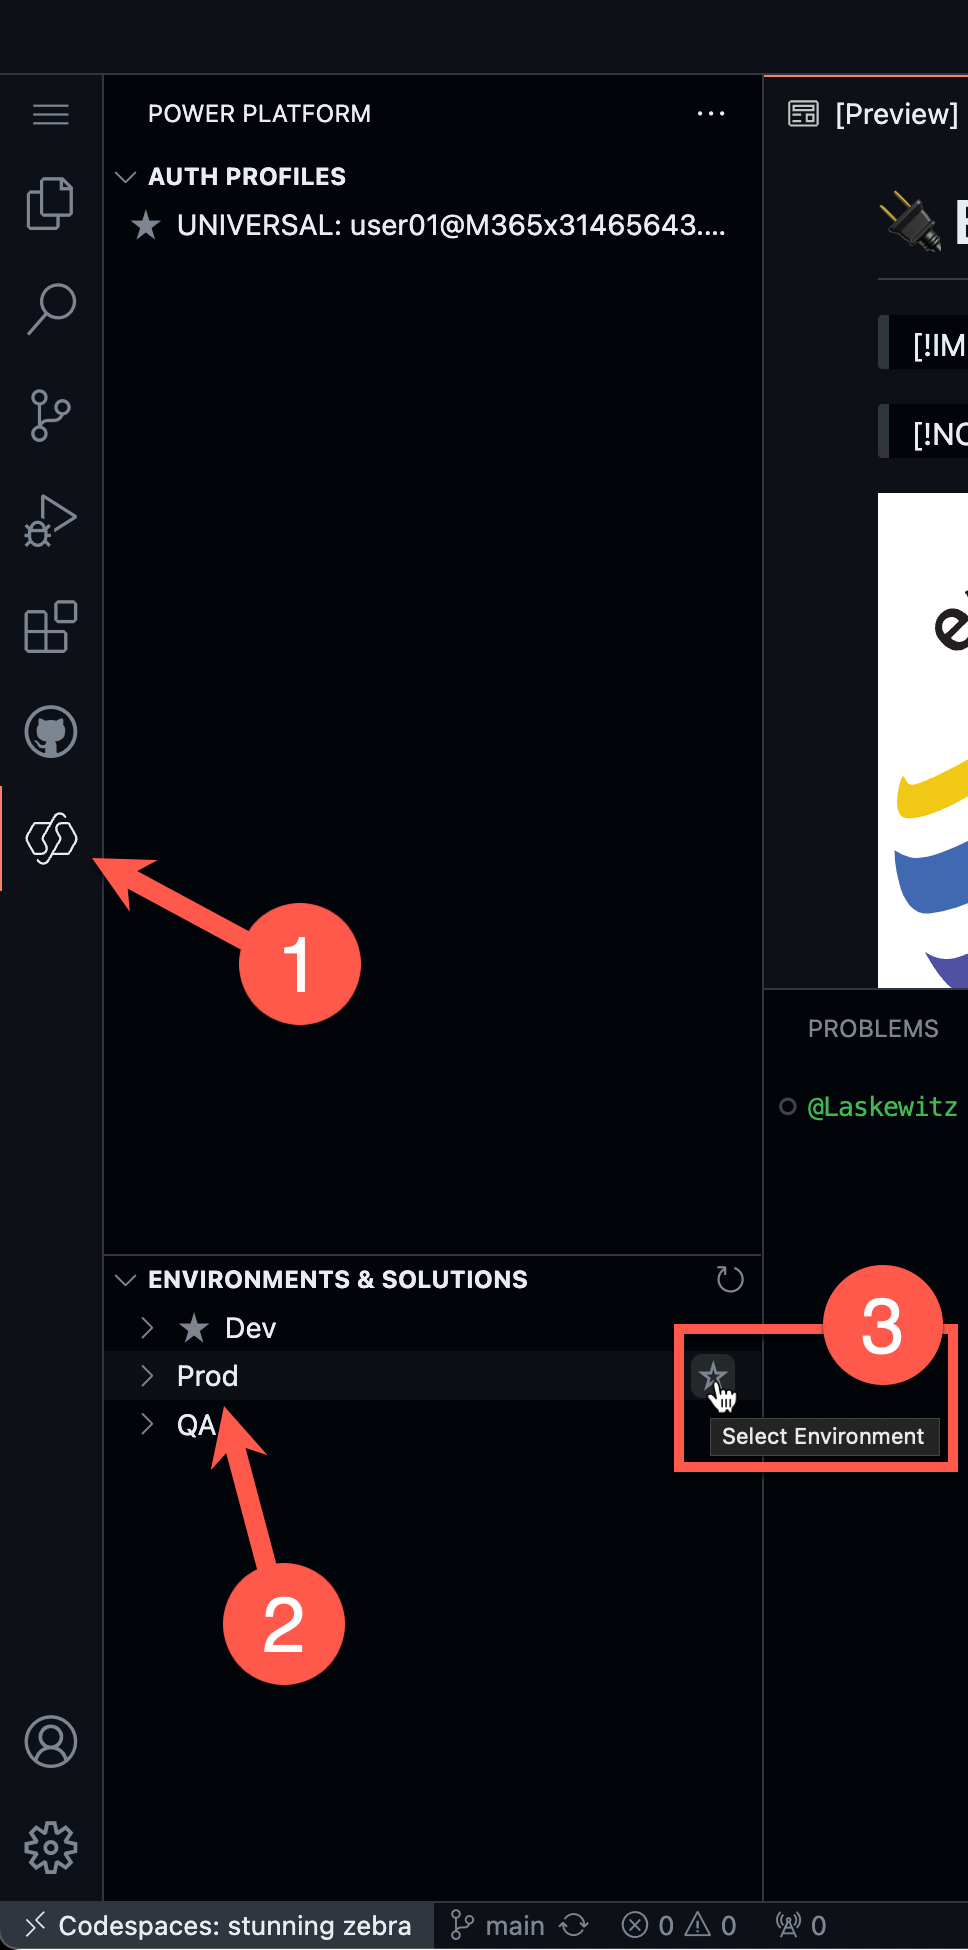 POWER PLATFORM
[Preview]
AUTH PROFILES
UNIVERSAL: user01@M365x31465643....
[!IM
[!NO
1
PROBLEMS
@Laskewitz
ENVIRONMENTS & SOLUTIONS
Dev
3
Prod
QA
Select Environment
2
Codespaces: stunning zebra
main
0
0
0